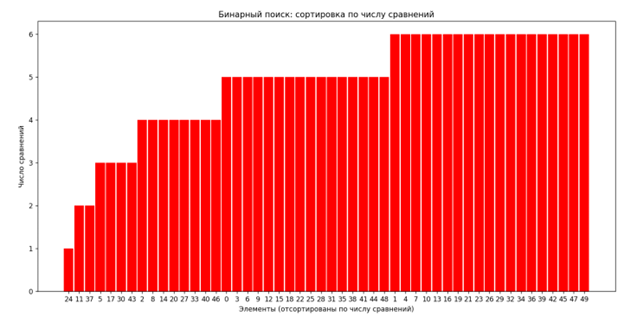 Бинарный поиск: сортировка по числу сравнений
Число сравнений
6
5
4
3
2
1
0
24 11 37 5 17 30 43 2 8 14 20 27 33 40 46 0 3 6 9 12 15 18 22 25 28 31 35 38 41 44 48 1 4 7 10 13 16 19 21 23 26 29 32 34 36 39 42 45 47 49
Элементы (отсортированы по числу сравнений)